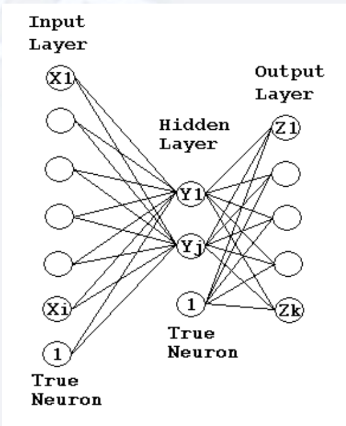 Input
Layer
X1
Output
Layer
Hidden
Layer
Z1
Y1
Yj
Xi
1
Zk
1
True
Neuron
True
Neuron